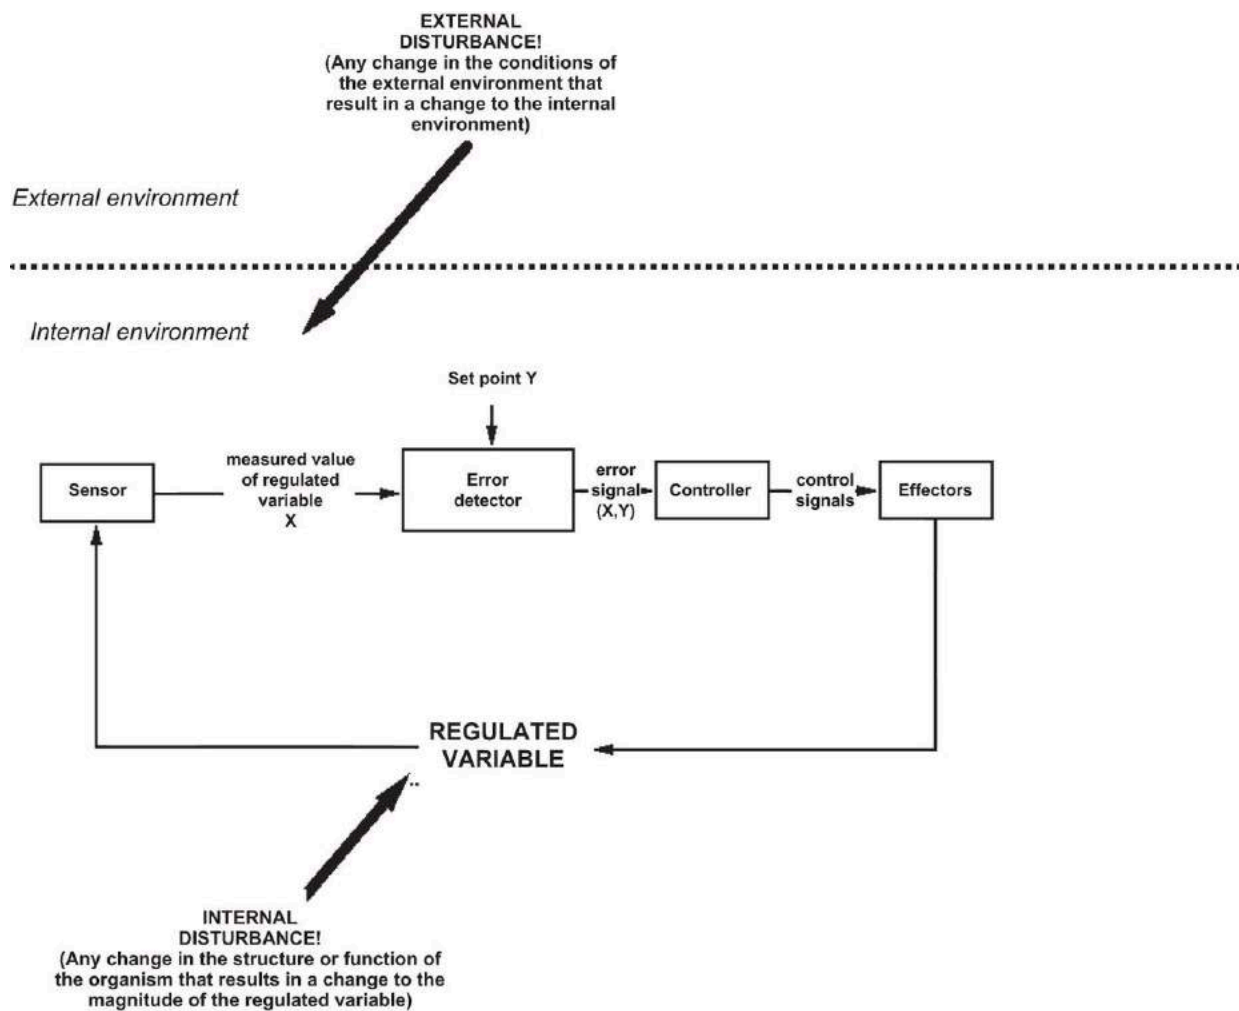 EXTERNAL
DISTURBANCE!
(Any change in the conditions of
the external environment that
result in a change to the internal
environment)
External environment
Internal environment
Set point Y
Sensor
measured value
of regulated
variable
X
Error
detector
error
signal
(X,Y)
Controller
control
signals
Effectors
REGULATED
VARIABLE
INTERNAL
DISTURBANCE!
(Any change in the structure or function of
the organism that results in a change to the
magnitude of the regulated variable)